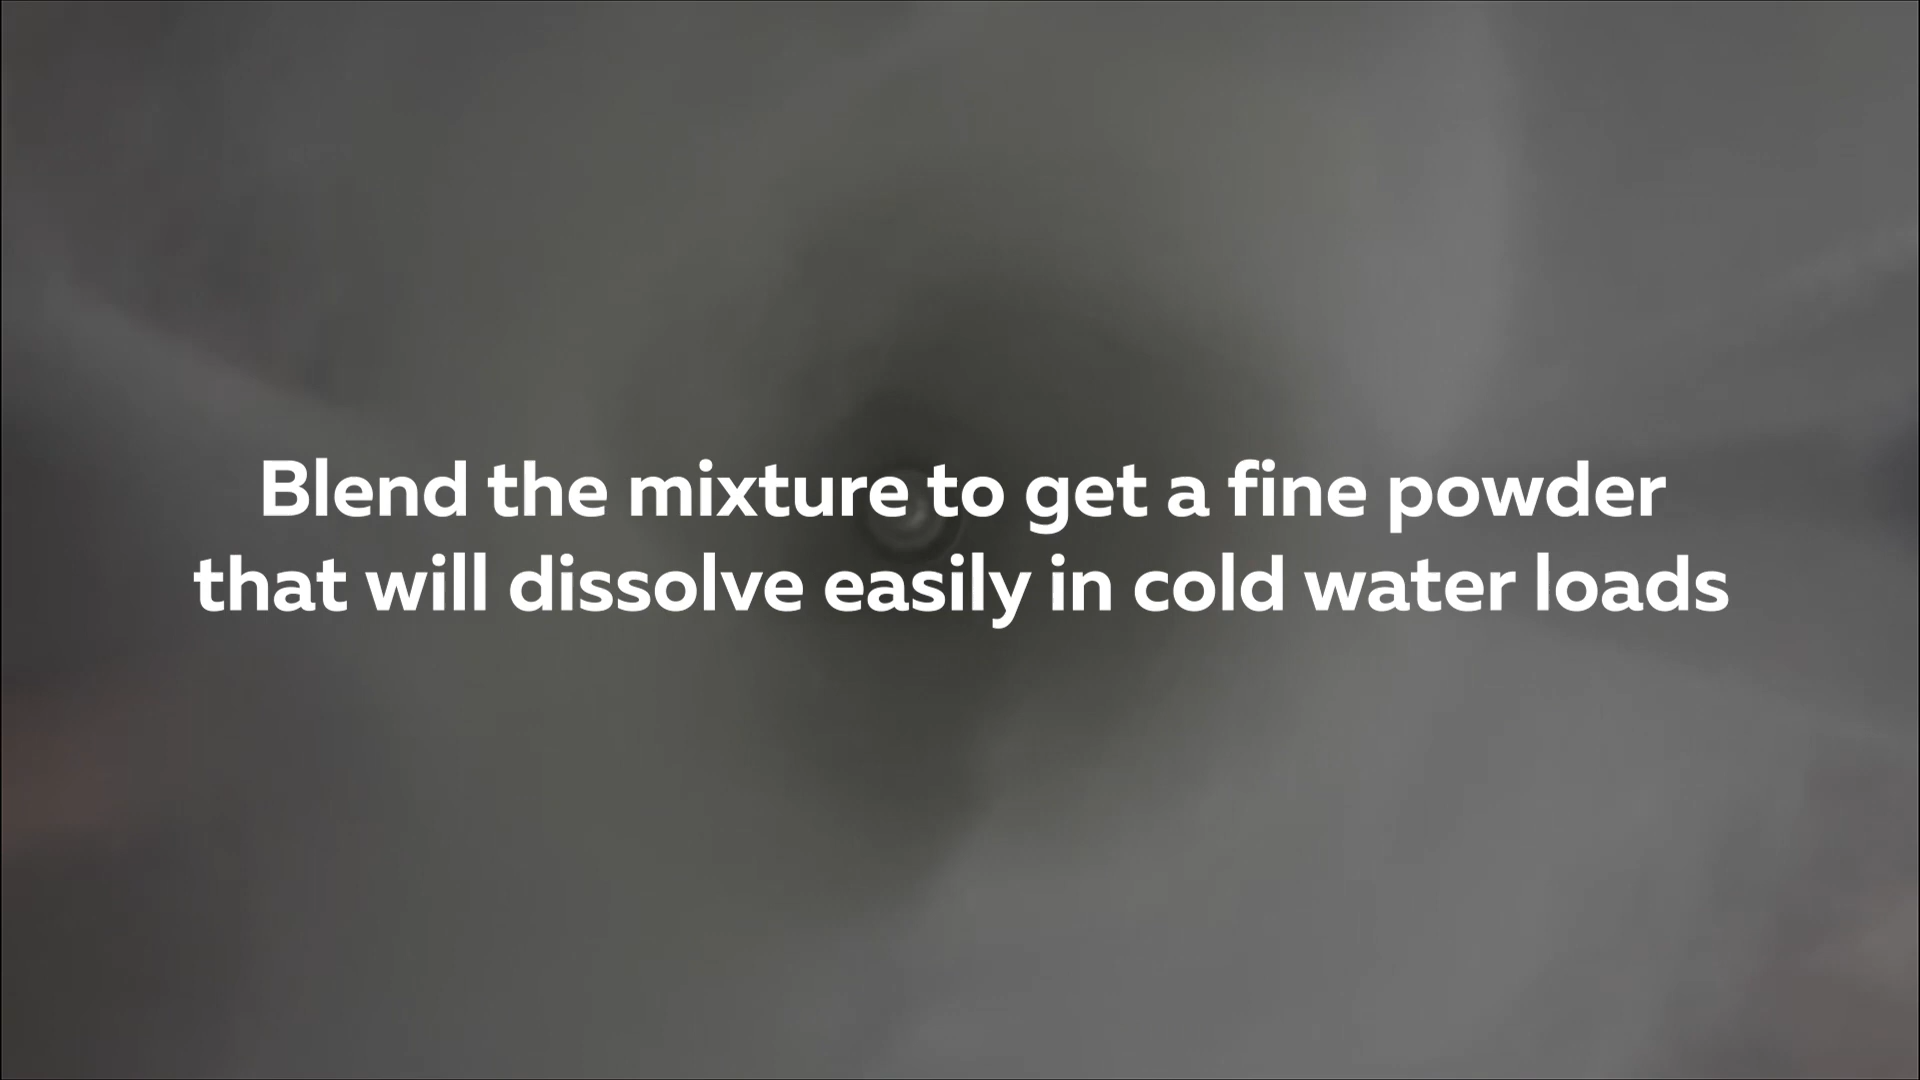 Blend the mixture to get a fine powder
that will dissolve easily in cold water loads